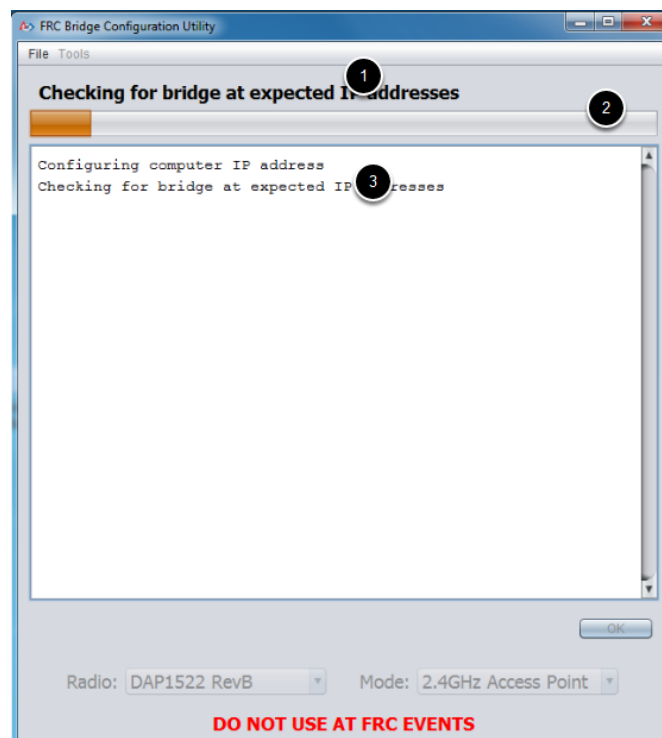 FRC Bridge Configuration Utility
File Tools
1
Checking for bridge at expected IP addresses
2
Configuring computer IP address
Checking for bridge at expected IP resses
3
OK
Radio: DAP1522 RevB Mode: 2.4GHz Access Point
DO NOT USE AT FRC EVENTS